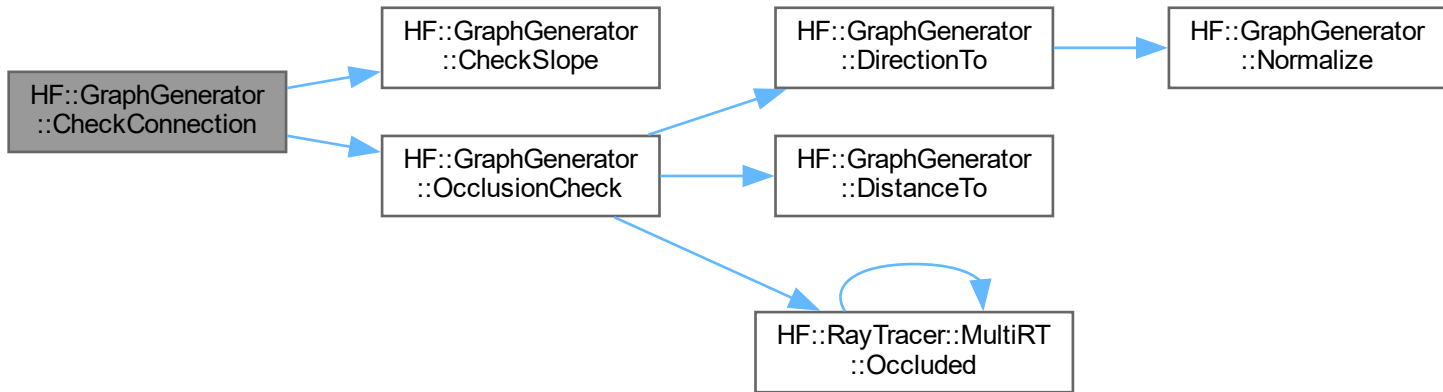 HF::GraphGenerator
::CheckConnection
HF::GraphGenerator
::CheckSlope
HF::GraphGenerator
::OcclusionCheck
HF::GraphGenerator
::DirectionTo
HF::GraphGenerator
::Normalize
HF::GraphGenerator
::DistanceTo
HF::RayTracer::MultiRT
::Occluded